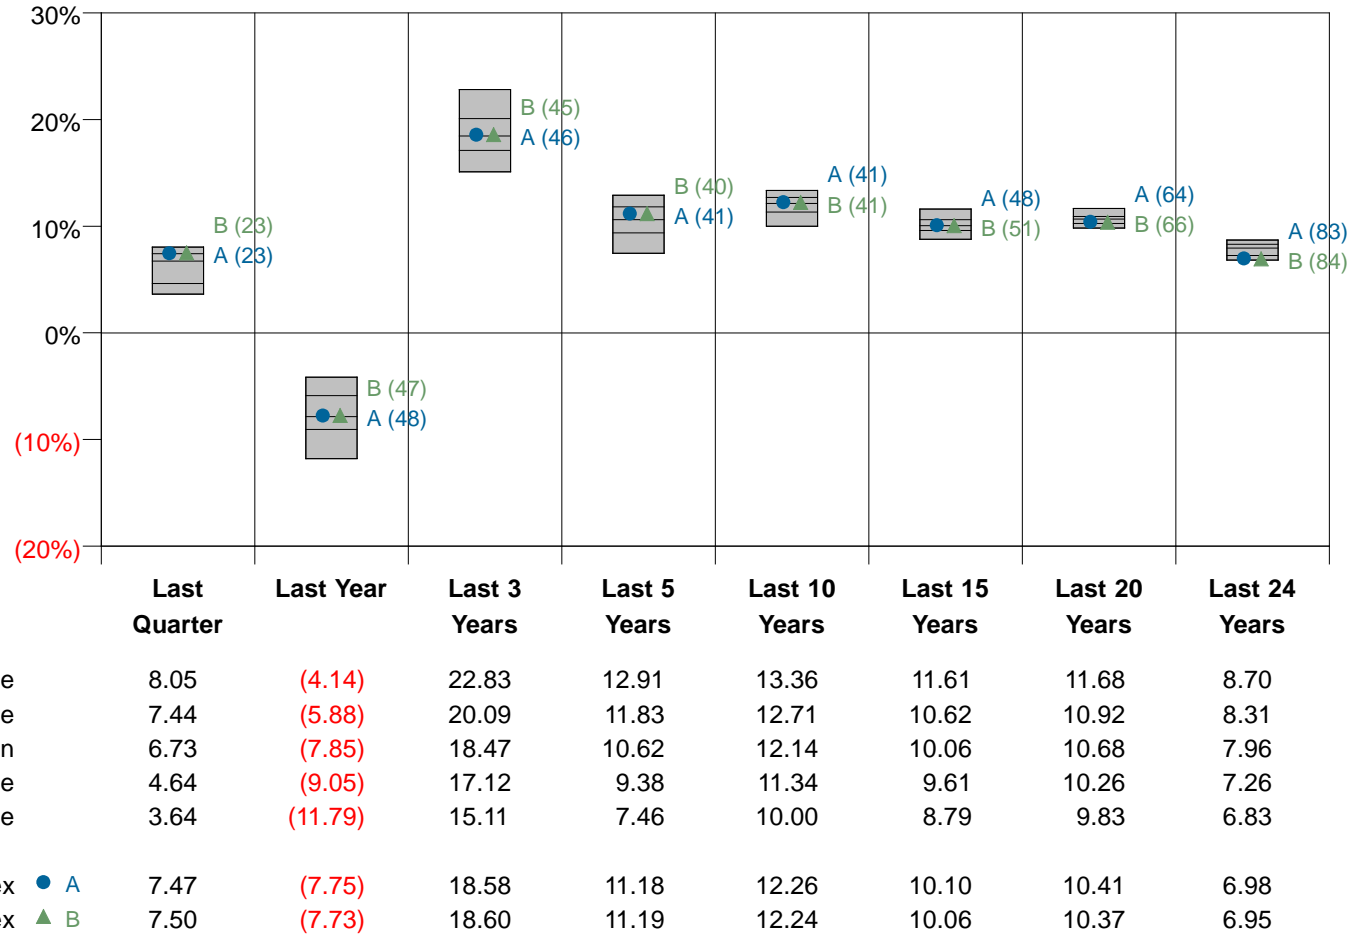 30%
20%
10%
0%
(10%)
(20%)
B (23)
A (23)
B (47)
A (48)
B (45)
A (46)
B (40)
A (41)
A (41)
B (41)
A (48)
B (51)
A (64)
B (66)
A (83)
B (84)
Last Quarter Last Year Last 3 Years Last 5 Years Last 10 Years Last 15 Years Last 20 Years Last 24 Years
e 8.05 (4.14) 22.83 12.91 13.36 11.61 11.68 8.70
e 7.44 (5.88) 20.09 11.83 12.71 10.62 10.92 8.31
n 6.73 (7.85) 18.47 10.62 12.14 10.06 10.68 7.96
e 4.64 (9.05) 17.12 9.38 11.34 9.61 10.26 7.26
e 3.64 (11.79) 15.11 7.46 10.00 8.79 9.83 6.83
ex A 7.47 (7.75) 18.58 11.18 12.26 10.10 10.41 6.98
ex B 7.50 (7.73) 18.60 11.19 12.24 10.06 10.37 6.95